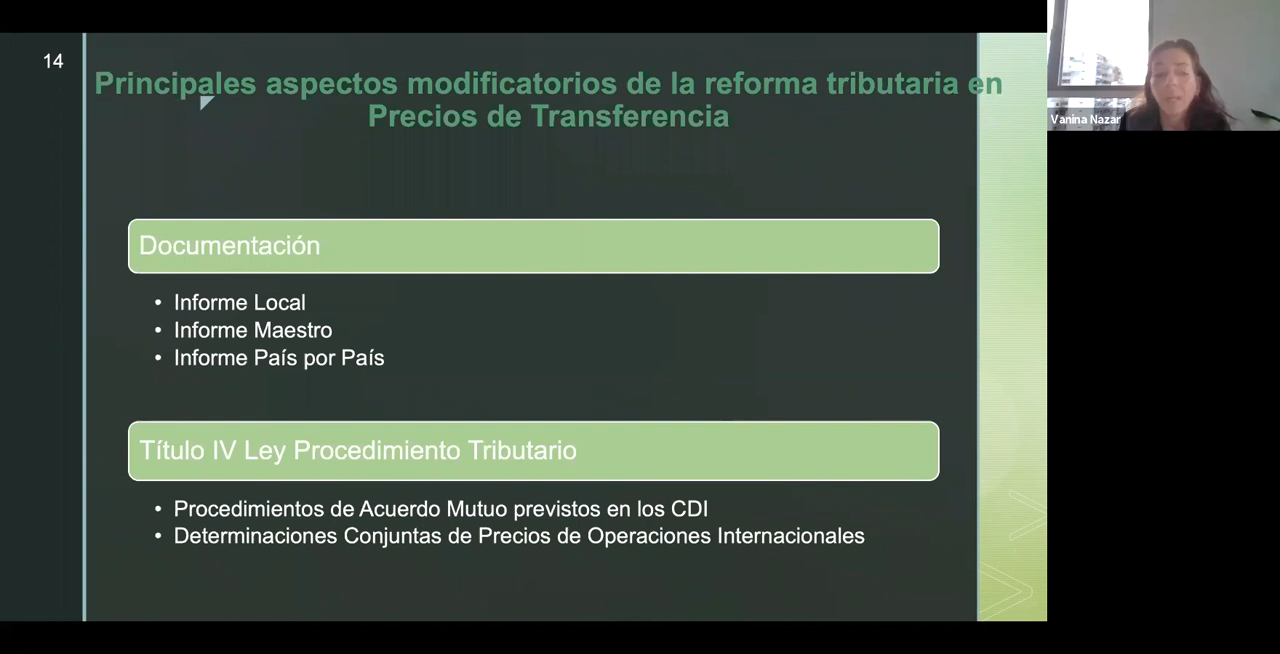 14
Principales aspectos modificatorios de la reforma tributaria en
Precios de Transferencia
Vanina Nazar
Documentación
• Informe Local
• Informe Maestro
• Informe País por País
Título IV Ley Procedimiento Tributario
• Procedimientos de Acuerdo Mutuo previstos en los CDI
• Determinaciones Conjuntas de Precios de Operaciones Internacionales